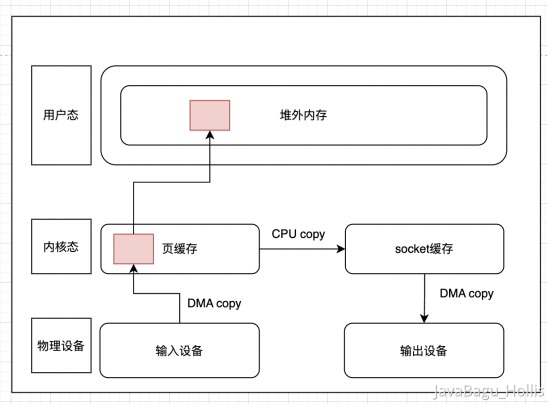 用户态
堆外内存
内核态
页缓存
CPU copy
socket缓存
DMA copy
DMA copy
物理设备
输入设备
输出设备
JavaBagu_Hollis